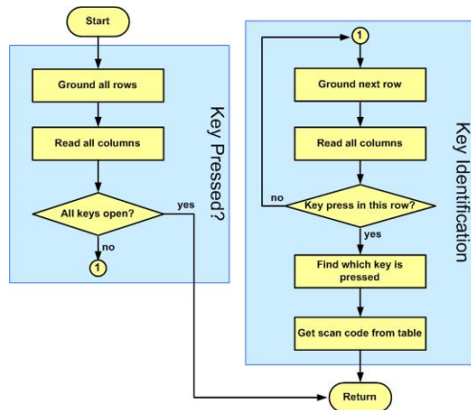 Start
Ground all rows
Read all columns
All keys open?
yes
no
1
Key Pressed?
1
Ground next row
Read all columns
no
Key press in this row?
yes
Find which key is
pressed
Get scan code from table
Key Identification
Return